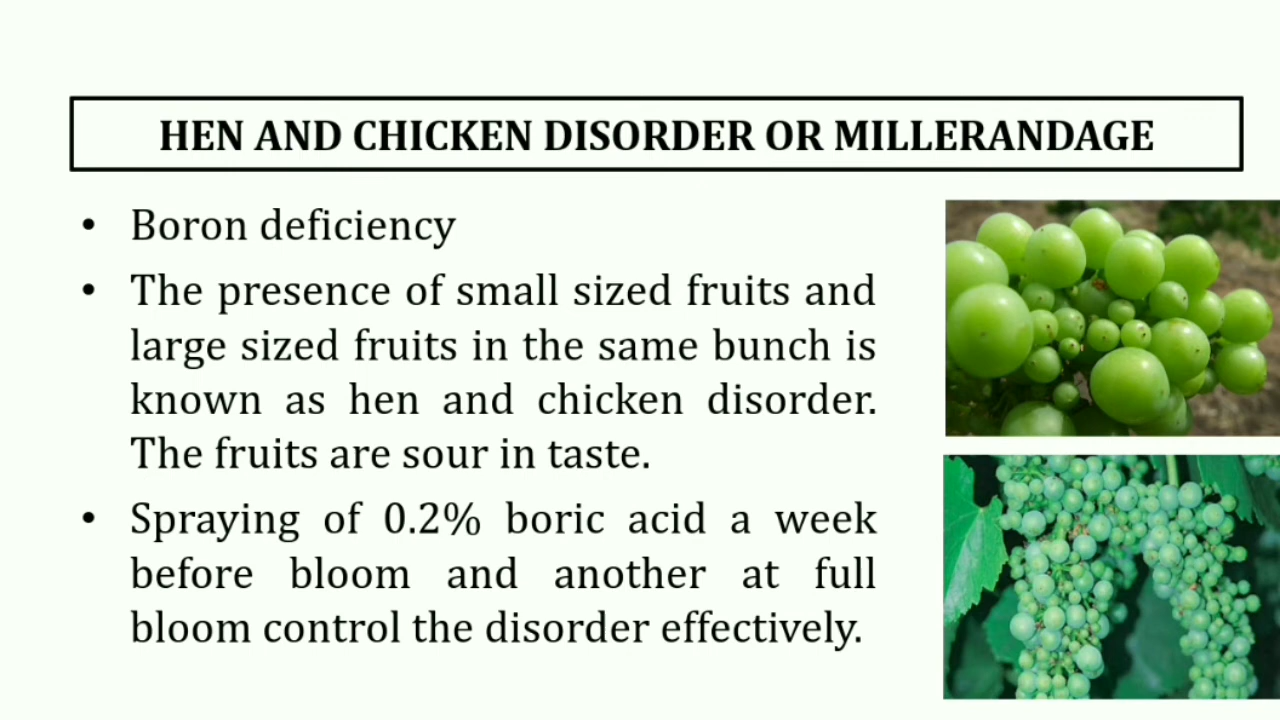 HEN AND CHICKEN DISORDER OR MILLERANDAGE
• Boron deficiency
• The presence of small sized fruits and
large sized fruits in the same bunch is
known as hen and chicken disorder.
The fruits are sour in taste.
• Spraying of 0.2% boric acid a week
before bloom and another at full
bloom control the disorder effectively.